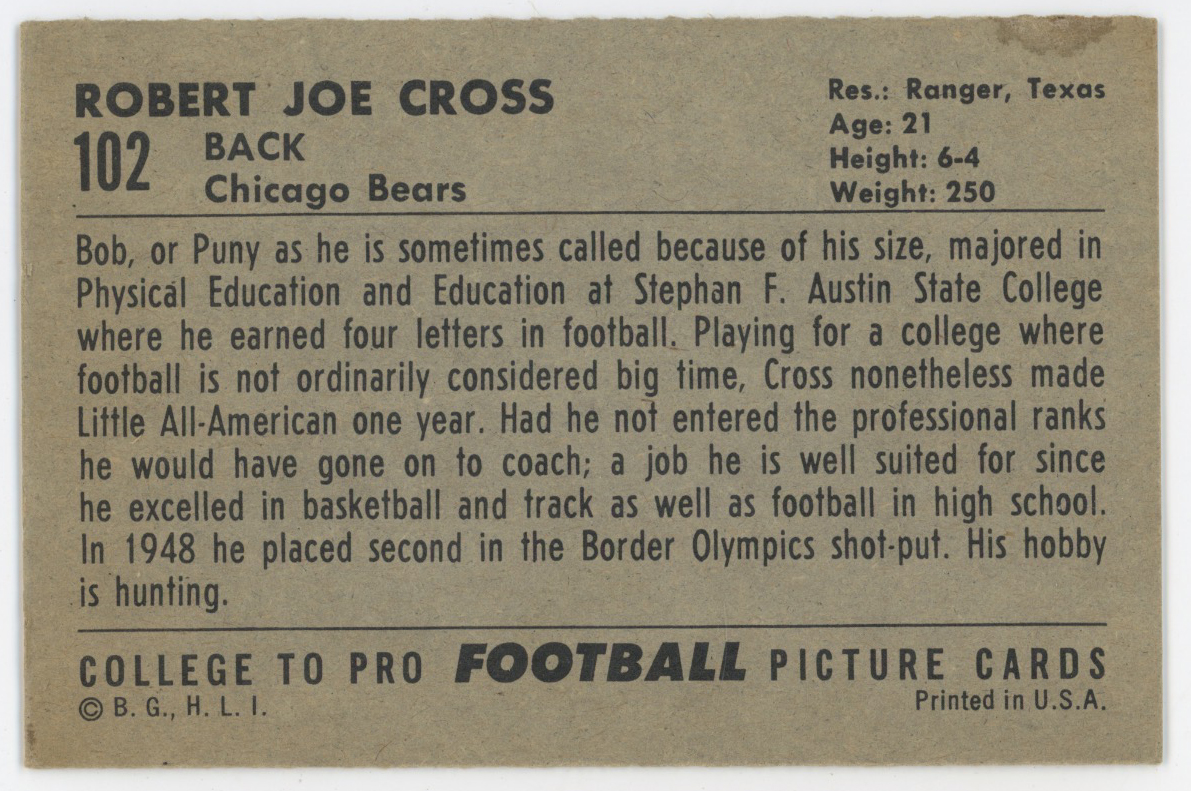 ROBERT JOE CROSS
102 BACK
Chicago Bears
Res.: Ranger, Texas
Age: 21
Height: 6-4
Weight: 250
Bob, or Puny as he is sometimes called because of his size, majored in
Physical Education and Education at Stephan F. Austin State College
where he earned four letters in football. Playing for a college where
football is not ordinarily considered big time, Cross nonetheless made
Little All-American one year. Had he not entered the professional ranks
he would have gone on to coach; a job he is well suited for since
he excelled in basketball and track as well as football in high school.
In 1948 he placed second in the Border Olympics shot-put. His hobby
is hunting.
COLLEGE TO PRO FOOTBALL PICTURE CARDS
© B. G., H. L. I.
Printed in U.S.A.